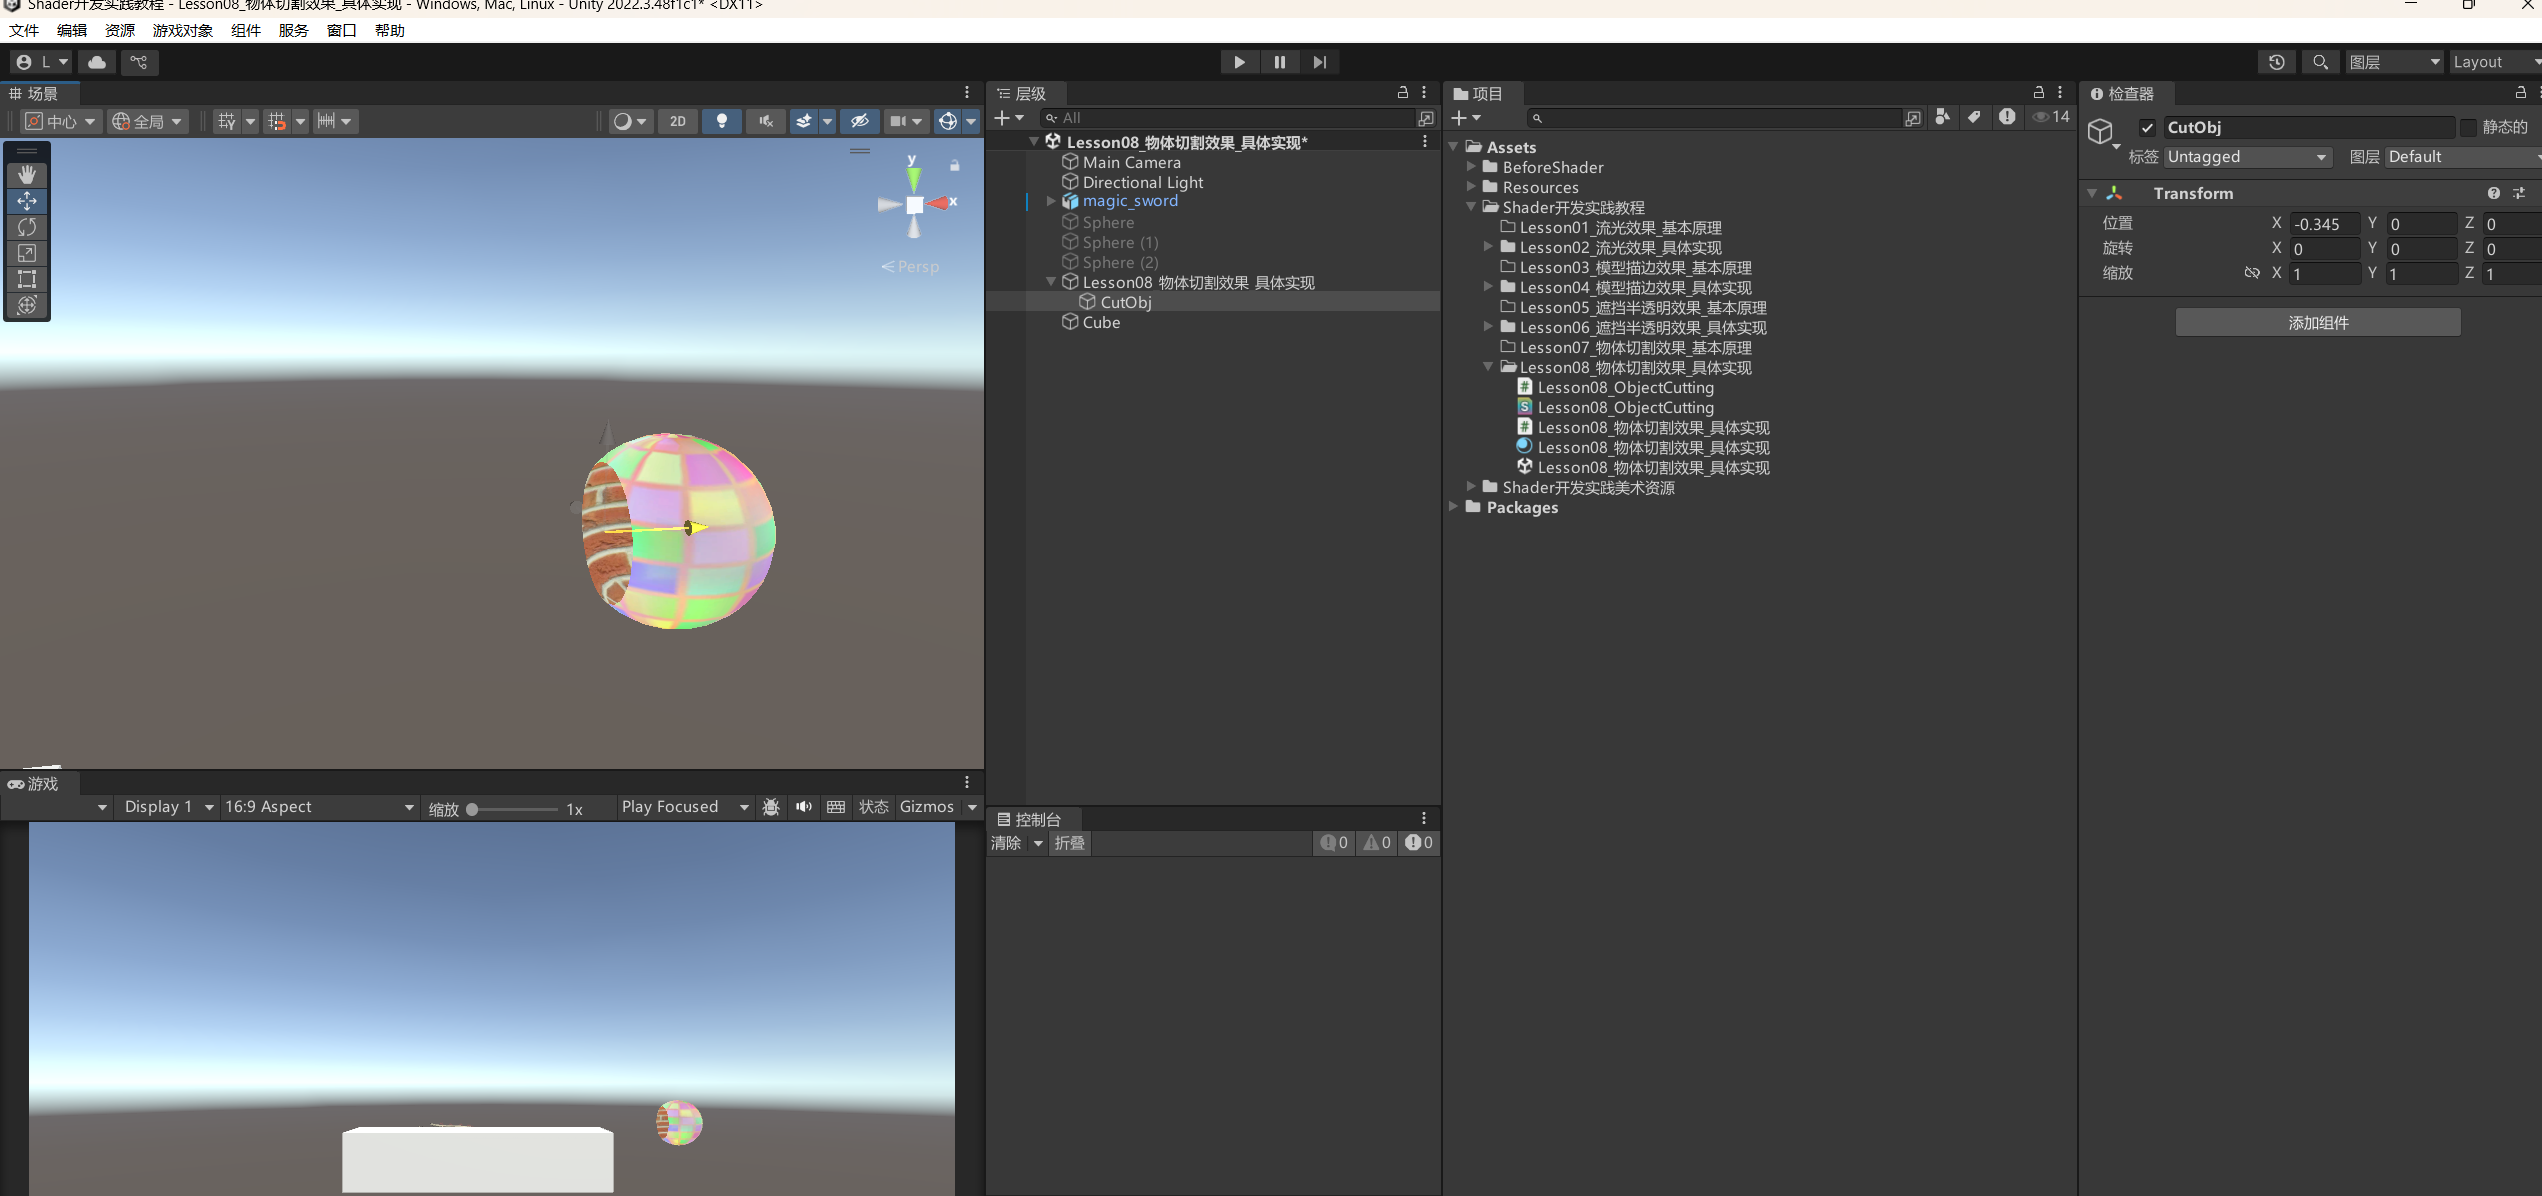 Shader开发实践教程 - Lesson08_物体切割效果_具体实现 - Windows, Mac, Linux - Unity 2022.3.48f1c1* <DX11>
文件 编辑 资源 游戏对象 组件 服务 窗口 帮助
L
图层 Layout
场景
中心 全局 2D
y
x
Persp
层级
All
Lesson08_物体切割效果_具体实现*
Main Camera
Directional Light
magic_sword
Sphere
Sphere (1)
Sphere (2)
Lesson08 物体切割效果 具体实现
CutObj
Cube
项目
14
Assets
BeforeShader
Resources
Shader开发实践教程
Lesson01_流光效果_基本原理
Lesson02_流光效果_具体实现
Lesson03_模型描边效果_基本原理
Lesson04_模型描边效果_具体实现
Lesson05_遮挡半透明效果_基本原理
Lesson06_遮挡半透明效果_具体实现
Lesson07_物体切割效果_基本原理
Lesson08_物体切割效果_具体实现
Lesson08_ObjectCutting
Lesson08_ObjectCutting
Lesson08_物体切割效果_具体实现
Lesson08_物体切割效果_具体实现
Lesson08_物体切割效果_具体实现
Shader开发实践美术资源
Packages
检查器
CutObj 静态的
标签 Untagged 图层 Default
Transform
位置 X -0.345 Y 0 Z 0
旋转 X 0 Y 0 Z 0
缩放 X 1 Y 1 Z 1
添加组件
游戏
Display 1 16:9 Aspect 缩放 1x Play Focused 状态 Gizmos
控制台
清除 折叠 0 0 0